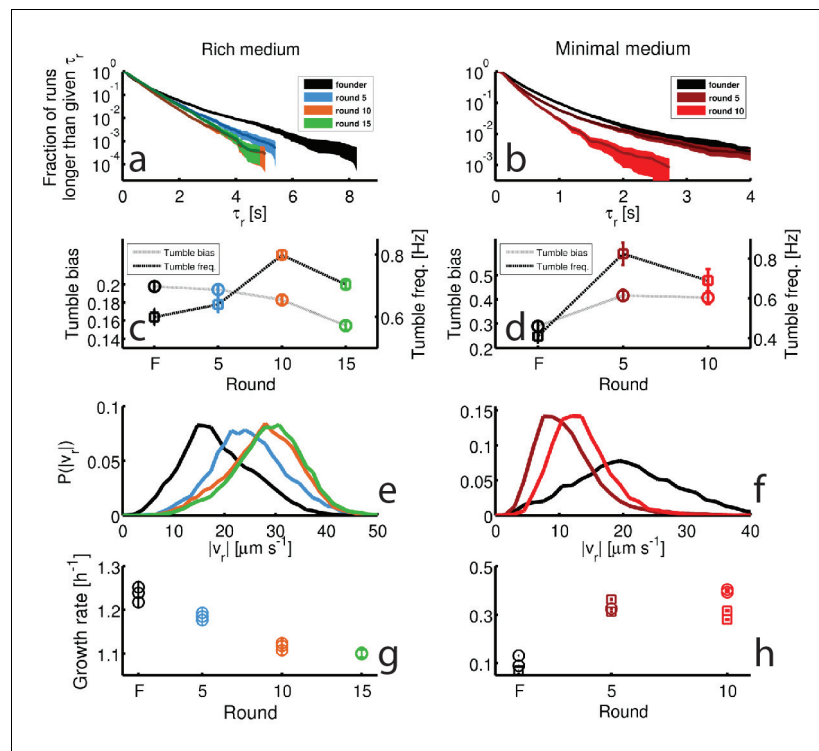 Rich medium
Minimal medium
Fraction of runs
longer than given τr
10^0
10^-1
10^-2
10^-3
10^-4
founder
round 5
round 10
round 15
a
0 2 4 6 8
τr [s]
10^0
10^-1
10^-2
10^-3
founder
round 5
round 10
b
0 1 2 3 4
τr [s]
Tumble bias
0.2
0.18
0.16
0.14
Tumble bias
Tumble freq.
c
0.8
0.6
Tumble freq. [Hz]
F 5 10 15
Round
Tumble bias
0.5
0.4
0.3
0.2
Tumble bias
Tumble freq.
d
0.8
0.6
0.4
Tumble freq. [Hz]
F 5 10
Round
P(|vr|)
0.1
0.05
0
e
0 10 20 30 40 50
|vr| [μm s^-1]
0.15
0.10
0.05
0
f
0 10 20 30 40
|vr| [μm s^-1]
Growth rate [h^-1]
1.3
1.2
1.1
g
F 5 10 15
Round
0.5
0.3
0.1
h
F 5 10
Round